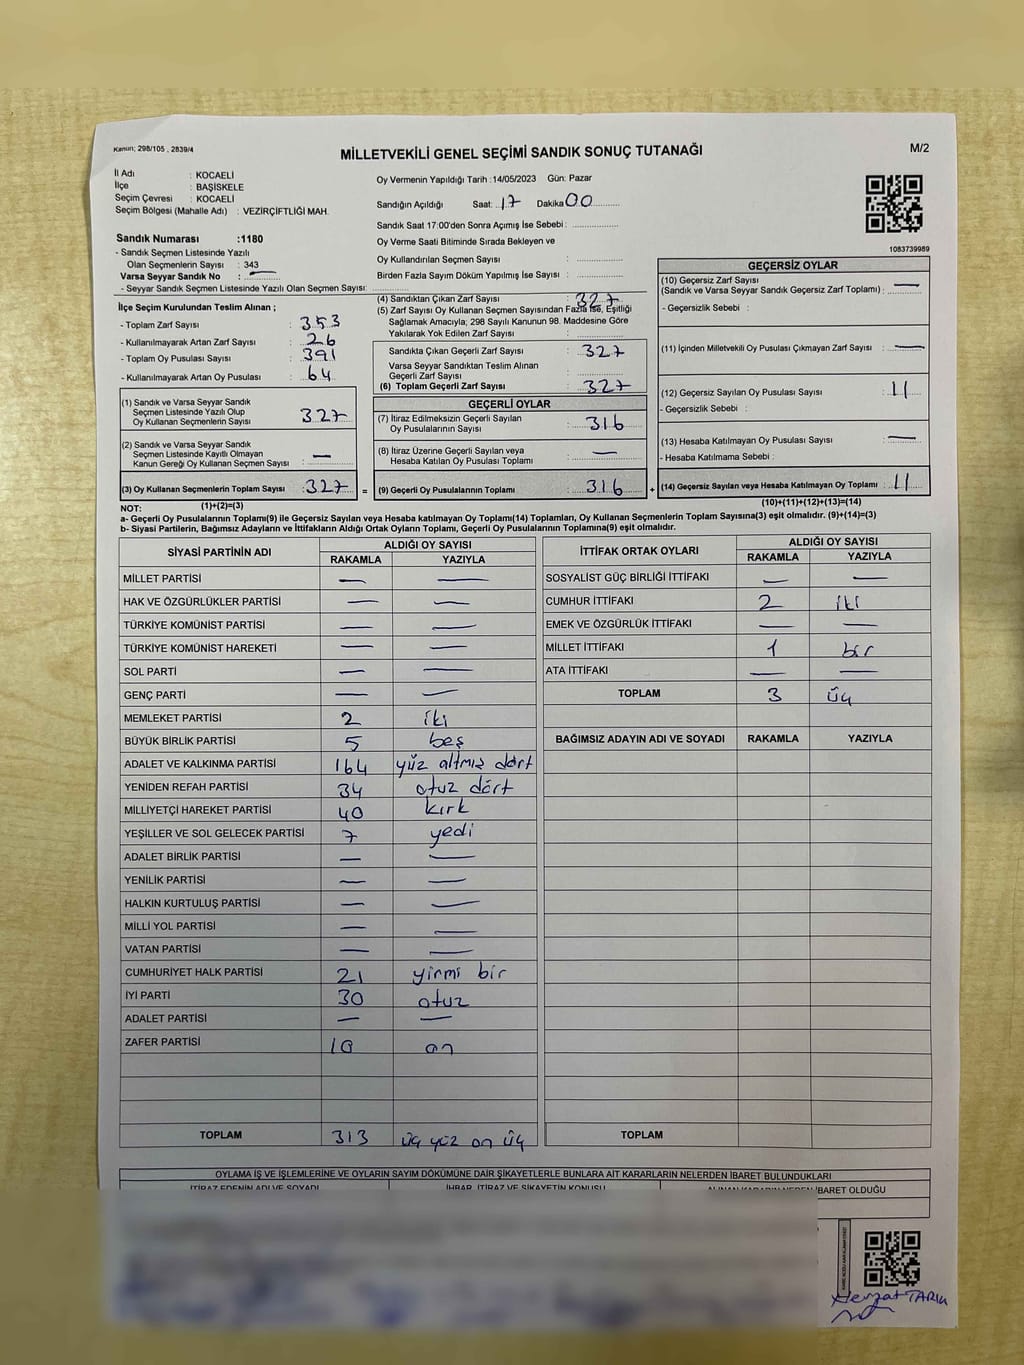 Kanun; 298/105 , 2839/4
MİLLETVEKİLİ GENEL SEÇİMİ SANDIK SONUÇ TUTANAĞI
M/2
İl Adı : KOCAELİ
İlçe : BAŞİSKELE
Seçim Çevresi : KOCAELİ
Seçim Bölgesi (Mahalle Adı) : VEZİRÇİFTLİĞİ MAH.
Sandık Numarası :1180
- Sandık Seçmen Listesinde Yazılı
Olan Seçmenlerin Sayısı : 343
Varsa Seyyar Sandık No : —
- Seyyar Sandık Seçmen Listesinde Yazılı Olan Seçmen Sayısı:
Oy Vermenin Yapıldığı Tarih :14/05/2023 Gün: Pazar
Sandığın Açıldığı Saat: 17 Dakika 00
Sandık Saat 17:00'den Sonra Açımış İse Sebebi :
Oy Verme Saati Bitiminde Sırada Bekleyen ve
Oy Kullandırılan Seçmen Sayısı :
Birden Fazla Sayım Döküm Yapılmış İse Sayısı :
1083739989
İlçe Seçim Kurulundan Teslim Alınan ;
- Toplam Zarf Sayısı : 353
- Kullanılmayarak Artan Zarf Sayısı : 26
- Toplam Oy Pusulası Sayısı : 391
- Kullanılmayarak Artan Oy Pusulası : 64
(1) Sandık ve Varsa Seyyar Sandık
Seçmen Listesinde Yazılı Olup
Oy Kullanan Seçmenlerin Sayısı : 327
(2) Sandık ve Varsa Seyyar Sandık
Seçmen Listesinde Kayıtlı Olmayan
Kanun Gereği Oy Kullanan Seçmen Sayısı : —
(3) Oy Kullanan Seçmenlerin Toplam Sayısı : 327 =
(1)+(2)=(3)
(4) Sandıktan Çıkan Zarf Sayısı : 327
(5) Zarf Sayısı Oy Kullanan Seçmen Sayısından Fazla İse, Eşitliği
Sağlamak Amacıyla; 298 Sayılı Kanunun 98. Maddesine Göre
Yakılarak Yok Edilen Zarf Sayısı :
Sandıkta Çıkan Geçerli Zarf Sayısı : 327
Varsa Seyyar Sandıktan Teslim Alınan
Geçerli Zarf Sayısı :
(6) Toplam Geçerli Zarf Sayısı : 327
GEÇERLİ OYLAR
(7) İtiraz Edilmeksizin Geçerli Sayılan
Oy Pusulalarının Sayısı : 316
(8) İtiraz Üzerine Geçerli Sayılan veya
Hesaba Katılan Oy Pusulası Toplamı : —
(9) Geçerli Oy Pusulalarının Toplamı : 316 +
GEÇERSİZ OYLAR
(10) Geçersiz Zarf Sayısı
(Sandık ve Varsa Seyyar Sandık Geçersiz Zarf Toplamı) : —
- Geçersizlik Sebebi :
(11) İçinden Milletvekili Oy Pusulası Çıkmayan Zarf Sayısı : —
(12) Geçersiz Sayılan Oy Pusulası Sayısı : 11
- Geçersizlik Sebebi :
(13) Hesaba Katılmayan Oy Pusulası Sayısı : —
- Hesaba Katılmama Sebebi :
(14) Geçersiz Sayılan veya Hesaba Katılmayan Oy Toplamı : 11
(10)+(11)+(12)+(13)=(14)
NOT:
a- Geçerli Oy Pusulalarının Toplamı(9) ile Geçersiz Sayılan veya Hesaba katılmayan Oy Toplamı(14) Toplamları, Oy Kullanan Seçmenlerin Toplam Sayısına(3) eşit olmalıdır. (9)+(14)=(3)
b- Siyasi Partilerin, Bağımsız Adayların ve İttifakların Aldığı Ortak Oyların Toplamı, Geçerli Oy Pusulalarının Toplamına(9) eşit olmalıdır.
SİYASİ PARTİNİN ADI ALDIĞI OY SAYISI
RAKAMLA YAZIYLA
MİLLET PARTİSİ — —
HAK VE ÖZGÜRLÜKLER PARTİSİ — —
TÜRKİYE KOMÜNİST PARTİSİ — —
TÜRKİYE KOMÜNİST HAREKETİ — —
SOL PARTİ — —
GENÇ PARTİ — —
MEMLEKET PARTİSİ 2 iki
BÜYÜK BİRLİK PARTİSİ 5 beş
ADALET VE KALKINMA PARTİSİ 164 yüz altmış dört
YENİDEN REFAH PARTİSİ 34 otuz dört
MİLLİYETÇİ HAREKET PARTİSİ 40 kırk
YEŞİLLER VE SOL GELECEK PARTİSİ 7 yedi
ADALET BİRLİK PARTİSİ — —
YENİLİK PARTİSİ — —
HALKIN KURTULUŞ PARTİSİ — —
MİLLİ YOL PARTİSİ — —
VATAN PARTİSİ — —
CUMHURİYET HALK PARTİSİ 21 yirmi bir
İYİ PARTİ 30 otuz
ADALET PARTİSİ — —
ZAFER PARTİSİ 10 on
TOPLAM 313 üç yüz on üç
İTTİFAK ORTAK OYLARI ALDIĞI OY SAYISI
RAKAMLA YAZIYLA
SOSYALİST GÜÇ BİRLİĞİ İTTİFAKI — —
CUMHUR İTTİFAKI 2 iki
EMEK VE ÖZGÜRLÜK İTTİFAKI — —
MİLLET İTTİFAKI 1 bir
ATA İTTİFAKI — —
TOPLAM 3 üç
BAĞIMSIZ ADAYIN ADI VE SOYADI RAKAMLA YAZIYLA
TOPLAM
OYLAMA İŞ VE İŞLEMLERİNE VE OYLARIN SAYIM DÖKÜMÜNE DAİR ŞİKAYETLERLE BUNLARA AİT KARARLARIN NELERDEN İBARET BULUNDUKLARI
İTİRAZ EDENİN ADI VE SOYADI İHBAR, İTİRAZ VE ŞİKAYETİN KONUSU ALINAN KARARIN NEDEN İBARET OLDUĞU
TARIK